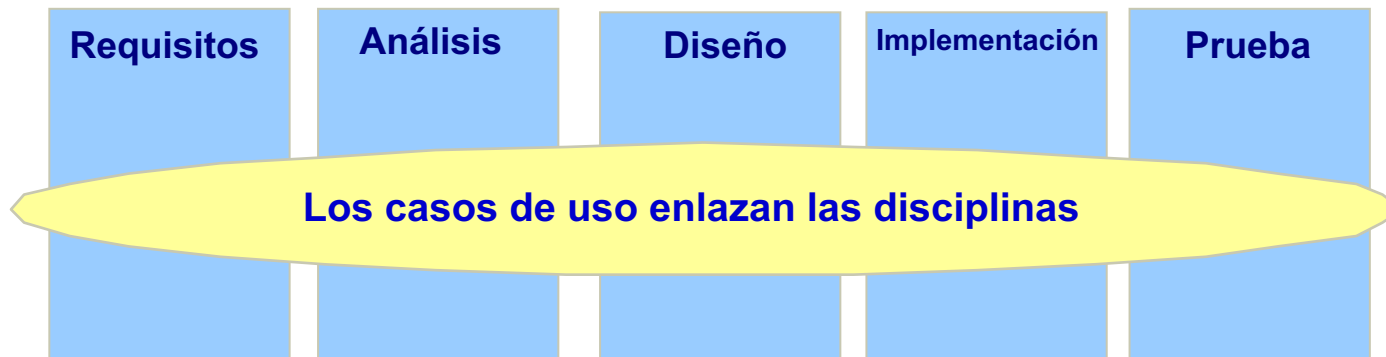 Requisitos
Análisis
Diseño
Implementación
Prueba
Los casos de uso enlazan las disciplinas